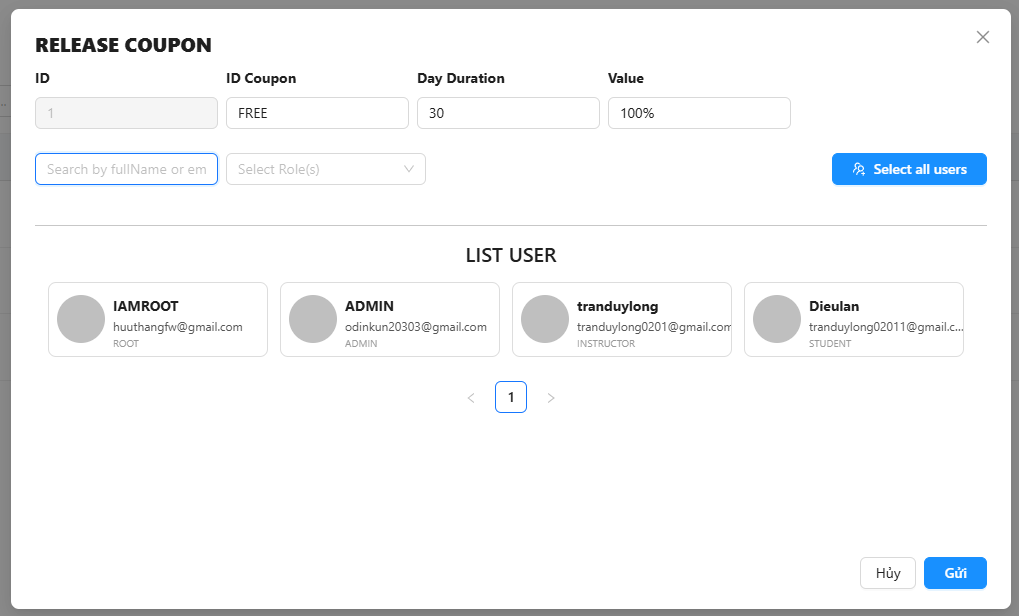 RELEASE COUPON
ID
ID Coupon
Day Duration
Value
1
FREE
30
100%
Search by fullName or em
Select Role(s)
Select all users
LIST USER
IAMROOT
huuthangfw@gmail.com
ROOT
ADMIN
odinkun20303@gmail.com
ADMIN
tranduylong
tranduylong0201@gmail.com
INSTRUCTOR
Dieulan
tranduylong02011@gmail.c...
STUDENT
< 1 >
Hủy
Gửi